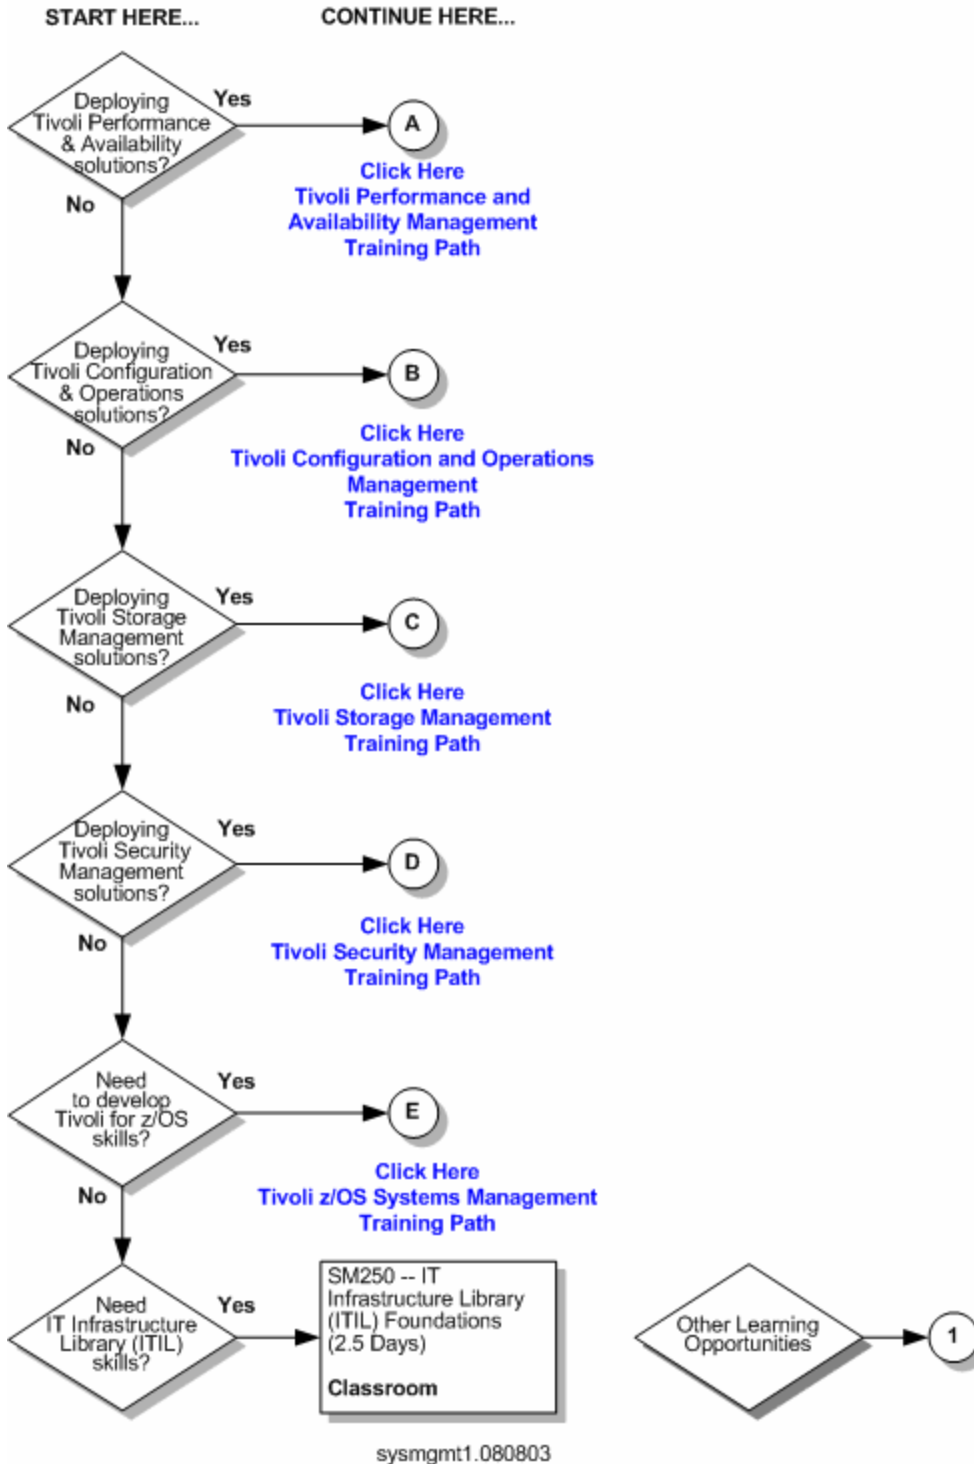 START HERE...
CONTINUE HERE...
Deploying
Tivoli Performance
& Availability
solutions?
Yes
A
Click Here
Tivoli Performance and
Availability Management
Training Path
No
Deploying
Tivoli Configuration
& Operations
solutions?
Yes
B
Click Here
Tivoli Configuration and Operations
Management
Training Path
No
Deploying
Tivoli Storage
Management
solutions?
Yes
C
Click Here
Tivoli Storage Management
Training Path
No
Deploying
Tivoli Security
Management
solutions?
Yes
D
Click Here
Tivoli Security Management
Training Path
No
Need
to develop
Tivoli for z/OS
skills?
Yes
E
Click Here
Tivoli z/OS Systems Management
Training Path
No
Need
IT Infrastructure
Library (ITIL)
skills?
Yes
SM250 -- IT
Infrastructure Library
(ITIL) Foundations
(2.5 Days)
Classroom
Other Learning
Opportunities
1
sysmgmt1.080803